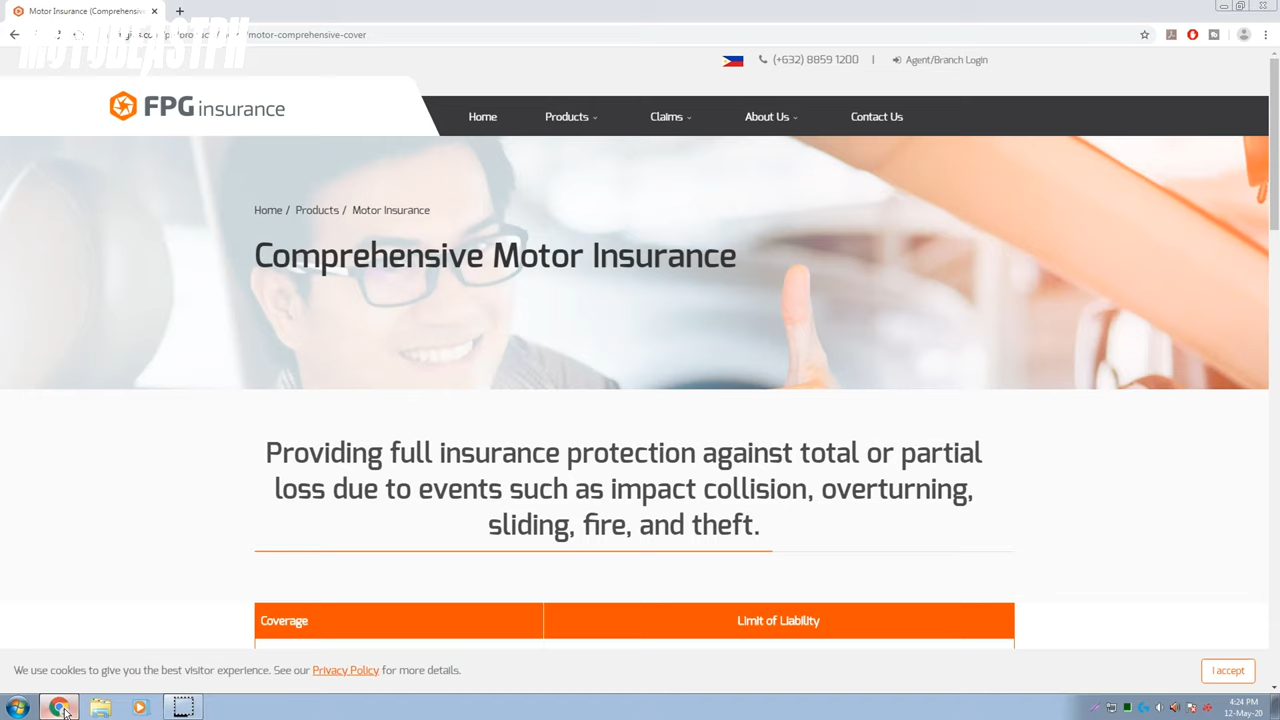 Motor Insurance (Comprehensive
MOTOBEASTPH
/motor-comprehensive-cover
(+632) 8859 1200 | Agent/Branch Login
FPG insurance
Home Products Claims About Us Contact Us
Home / Products / Motor Insurance
Comprehensive Motor Insurance
Providing full insurance protection against total or partial
loss due to events such as impact collision, overturning,
sliding, fire, and theft.
Coverage Limit of Liability
We use cookies to give you the best visitor experience. See our Privacy Policy for more details.
I accept
4:24 PM
12-May-20